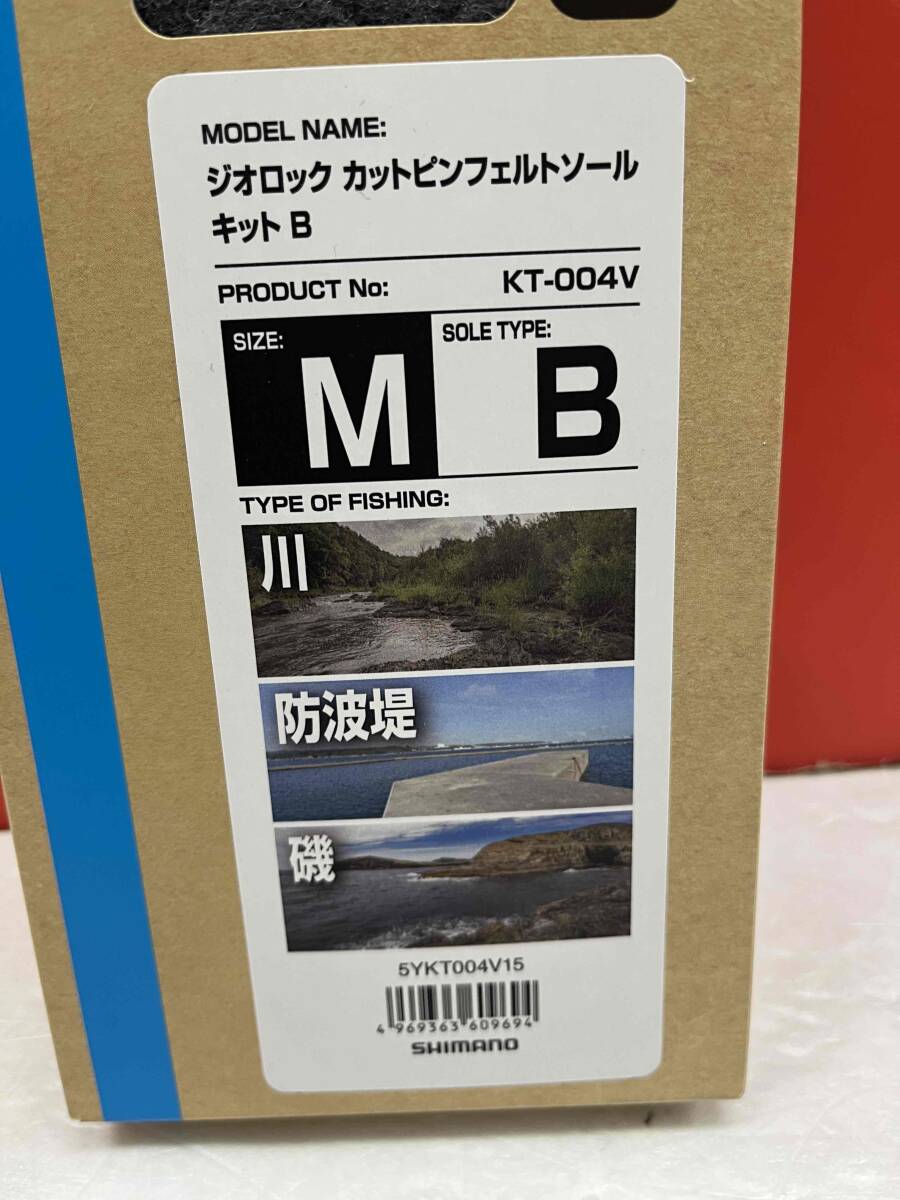 MODEL NAME:
ジオロック カットピンフェルトソール
キット B
PRODUCT No: KT-004V
SIZE: M
SOLE TYPE: B
TYPE OF FISHING:
川
防波堤
磯
5YKT004V15
4 969363 609694
SHIMANO